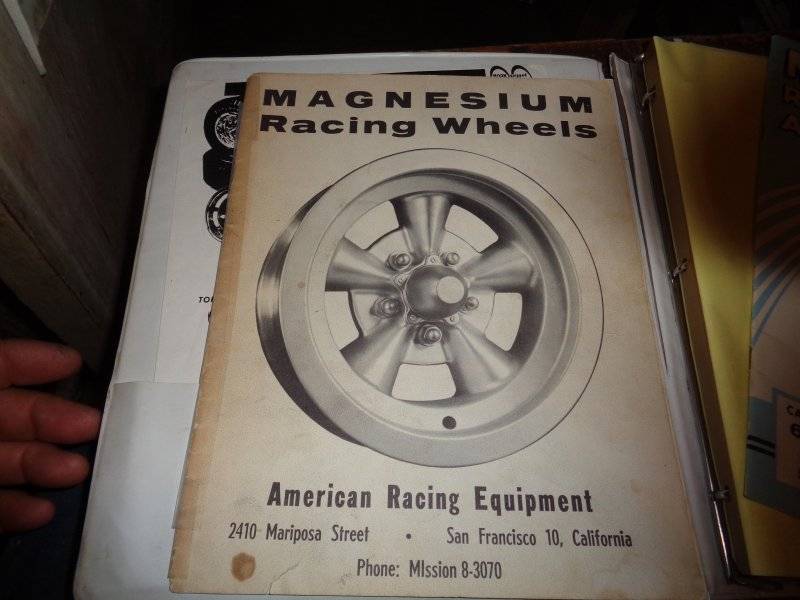 MAGNESIUM
Racing Wheels
American Racing Equipment
2410 Mariposa Street • San Francisco 10, California
Phone: MIssion 8-3070